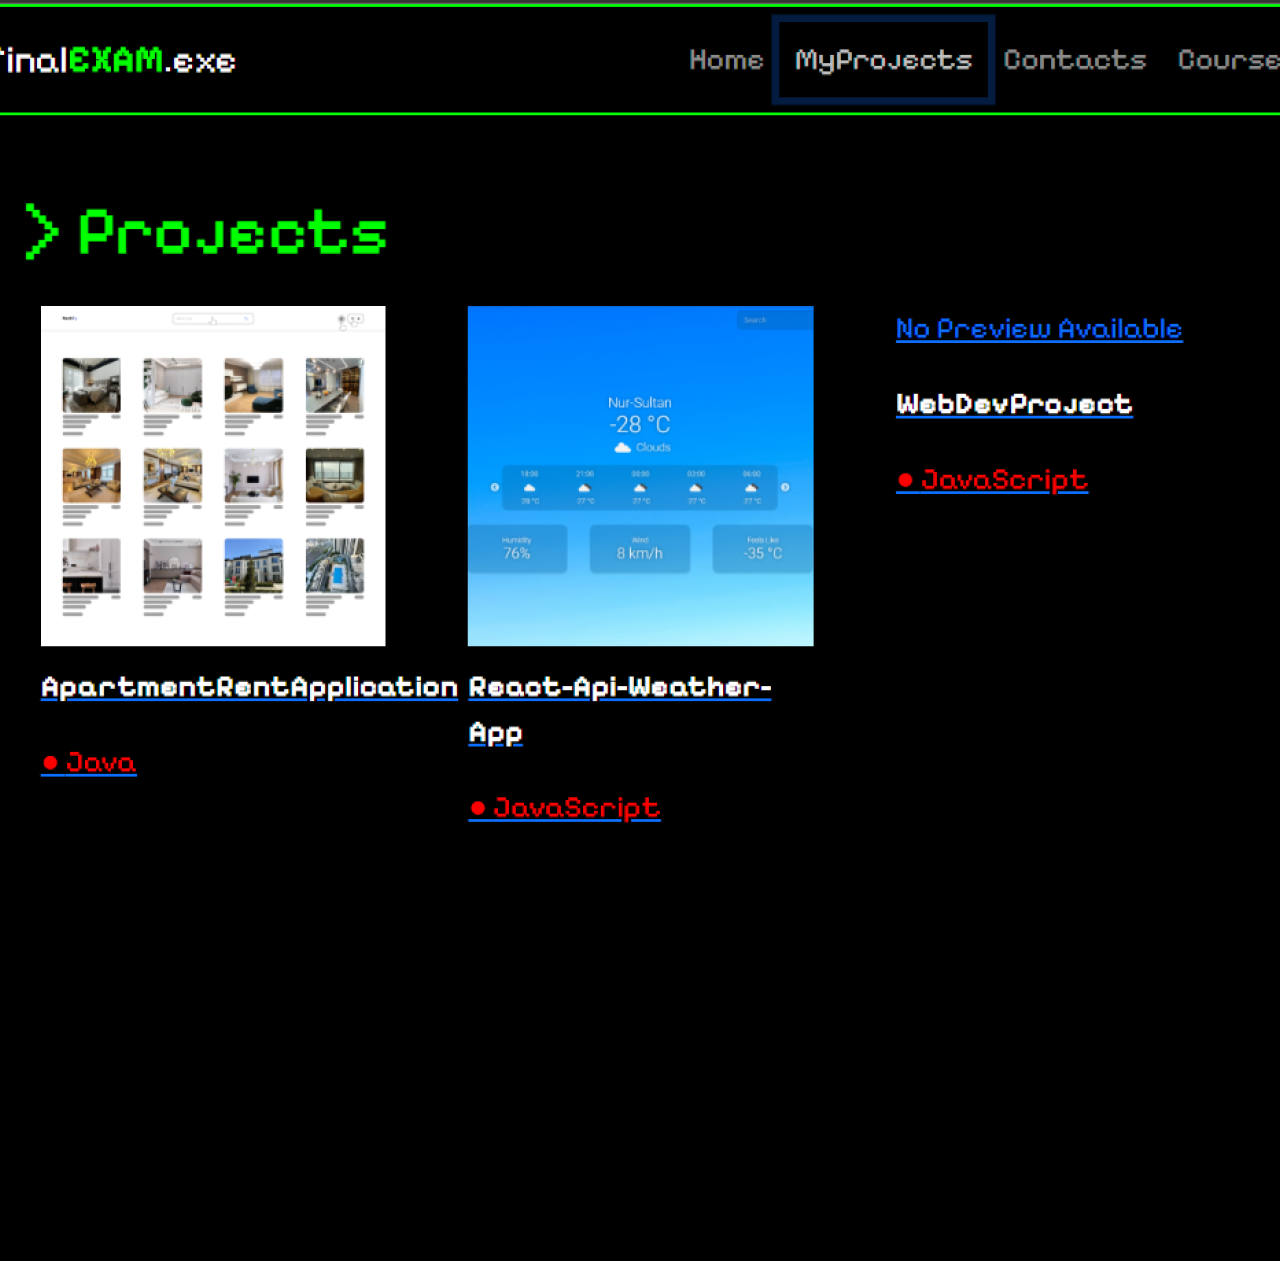 inalEXAM.exe
Home MyProjects Contacts Course
> Projects
Search
Nur-Sultan
-28 °C
Clouds
18:00 21:00 00:00 03:00 06:00
Humidity Wind Feels Like
76% 8 km/h -35 °C
No Preview Available
WebDevProject
● JavaScript
ApartmentRentApplication
● Java
React-Api-Weather-
App
● JavaScript